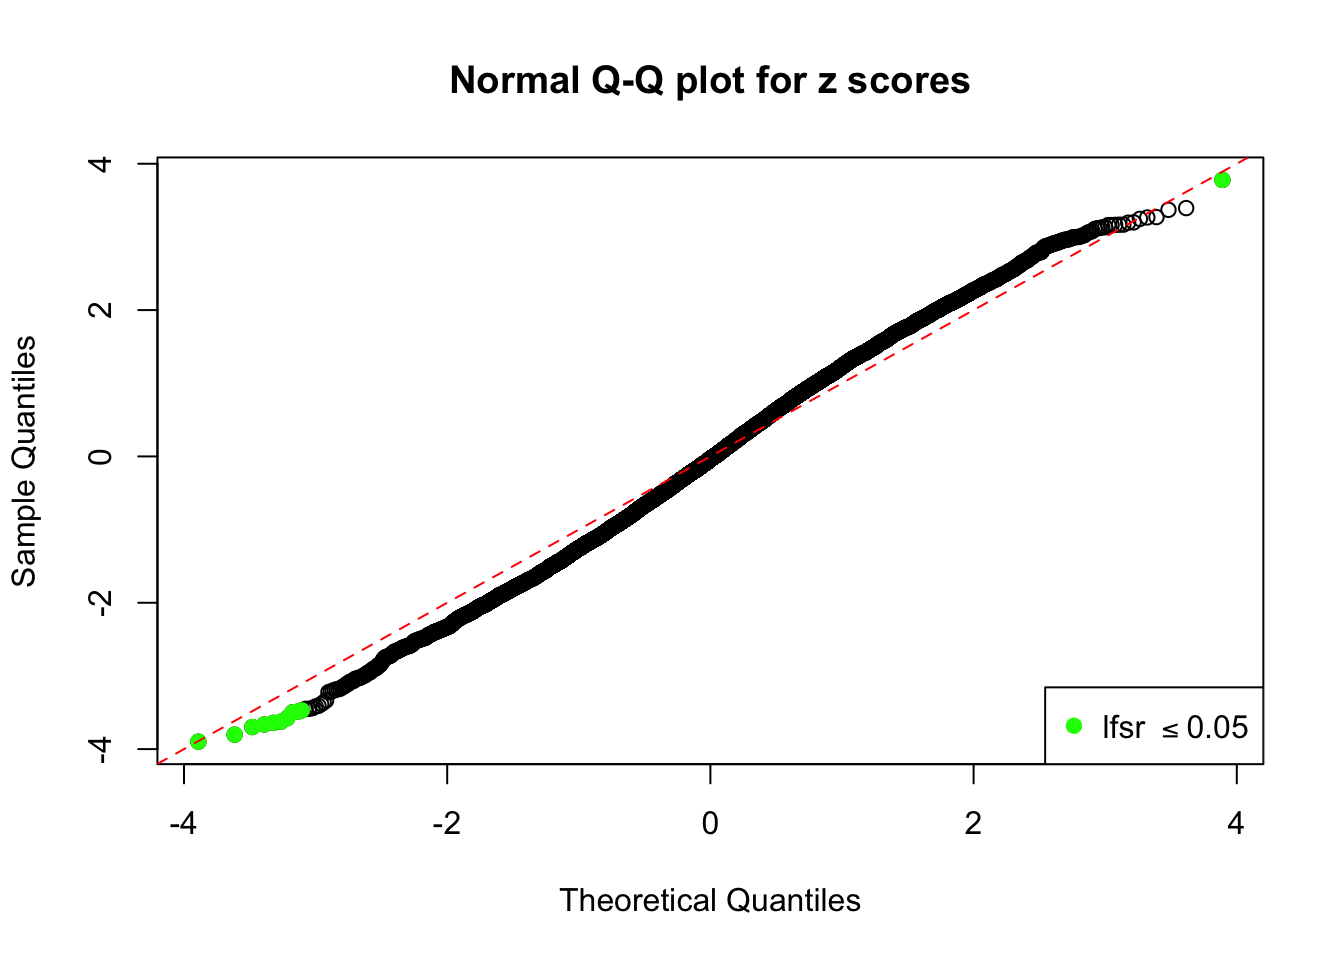 Normal Q-Q plot for z scores
Sample Quantiles
4
2
0
-2
-4
lfsr ≤ 0.05
-4 -2 0 2 4
Theoretical Quantiles